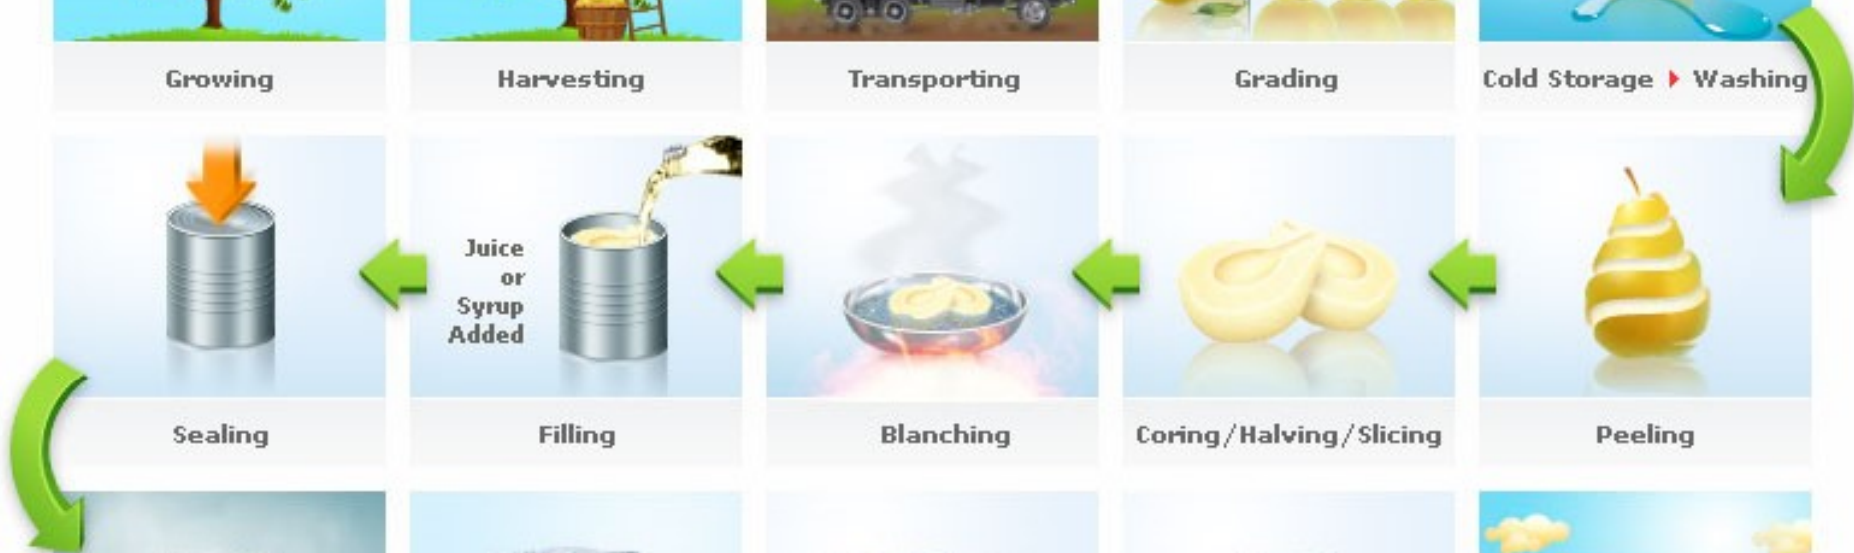 Growing
Harvesting
Transporting
Grading
Cold Storage Washing
Juice
or
Syrup
Added
Sealing
Filling
Blanching
Coring/Halving/Slicing
Peeling